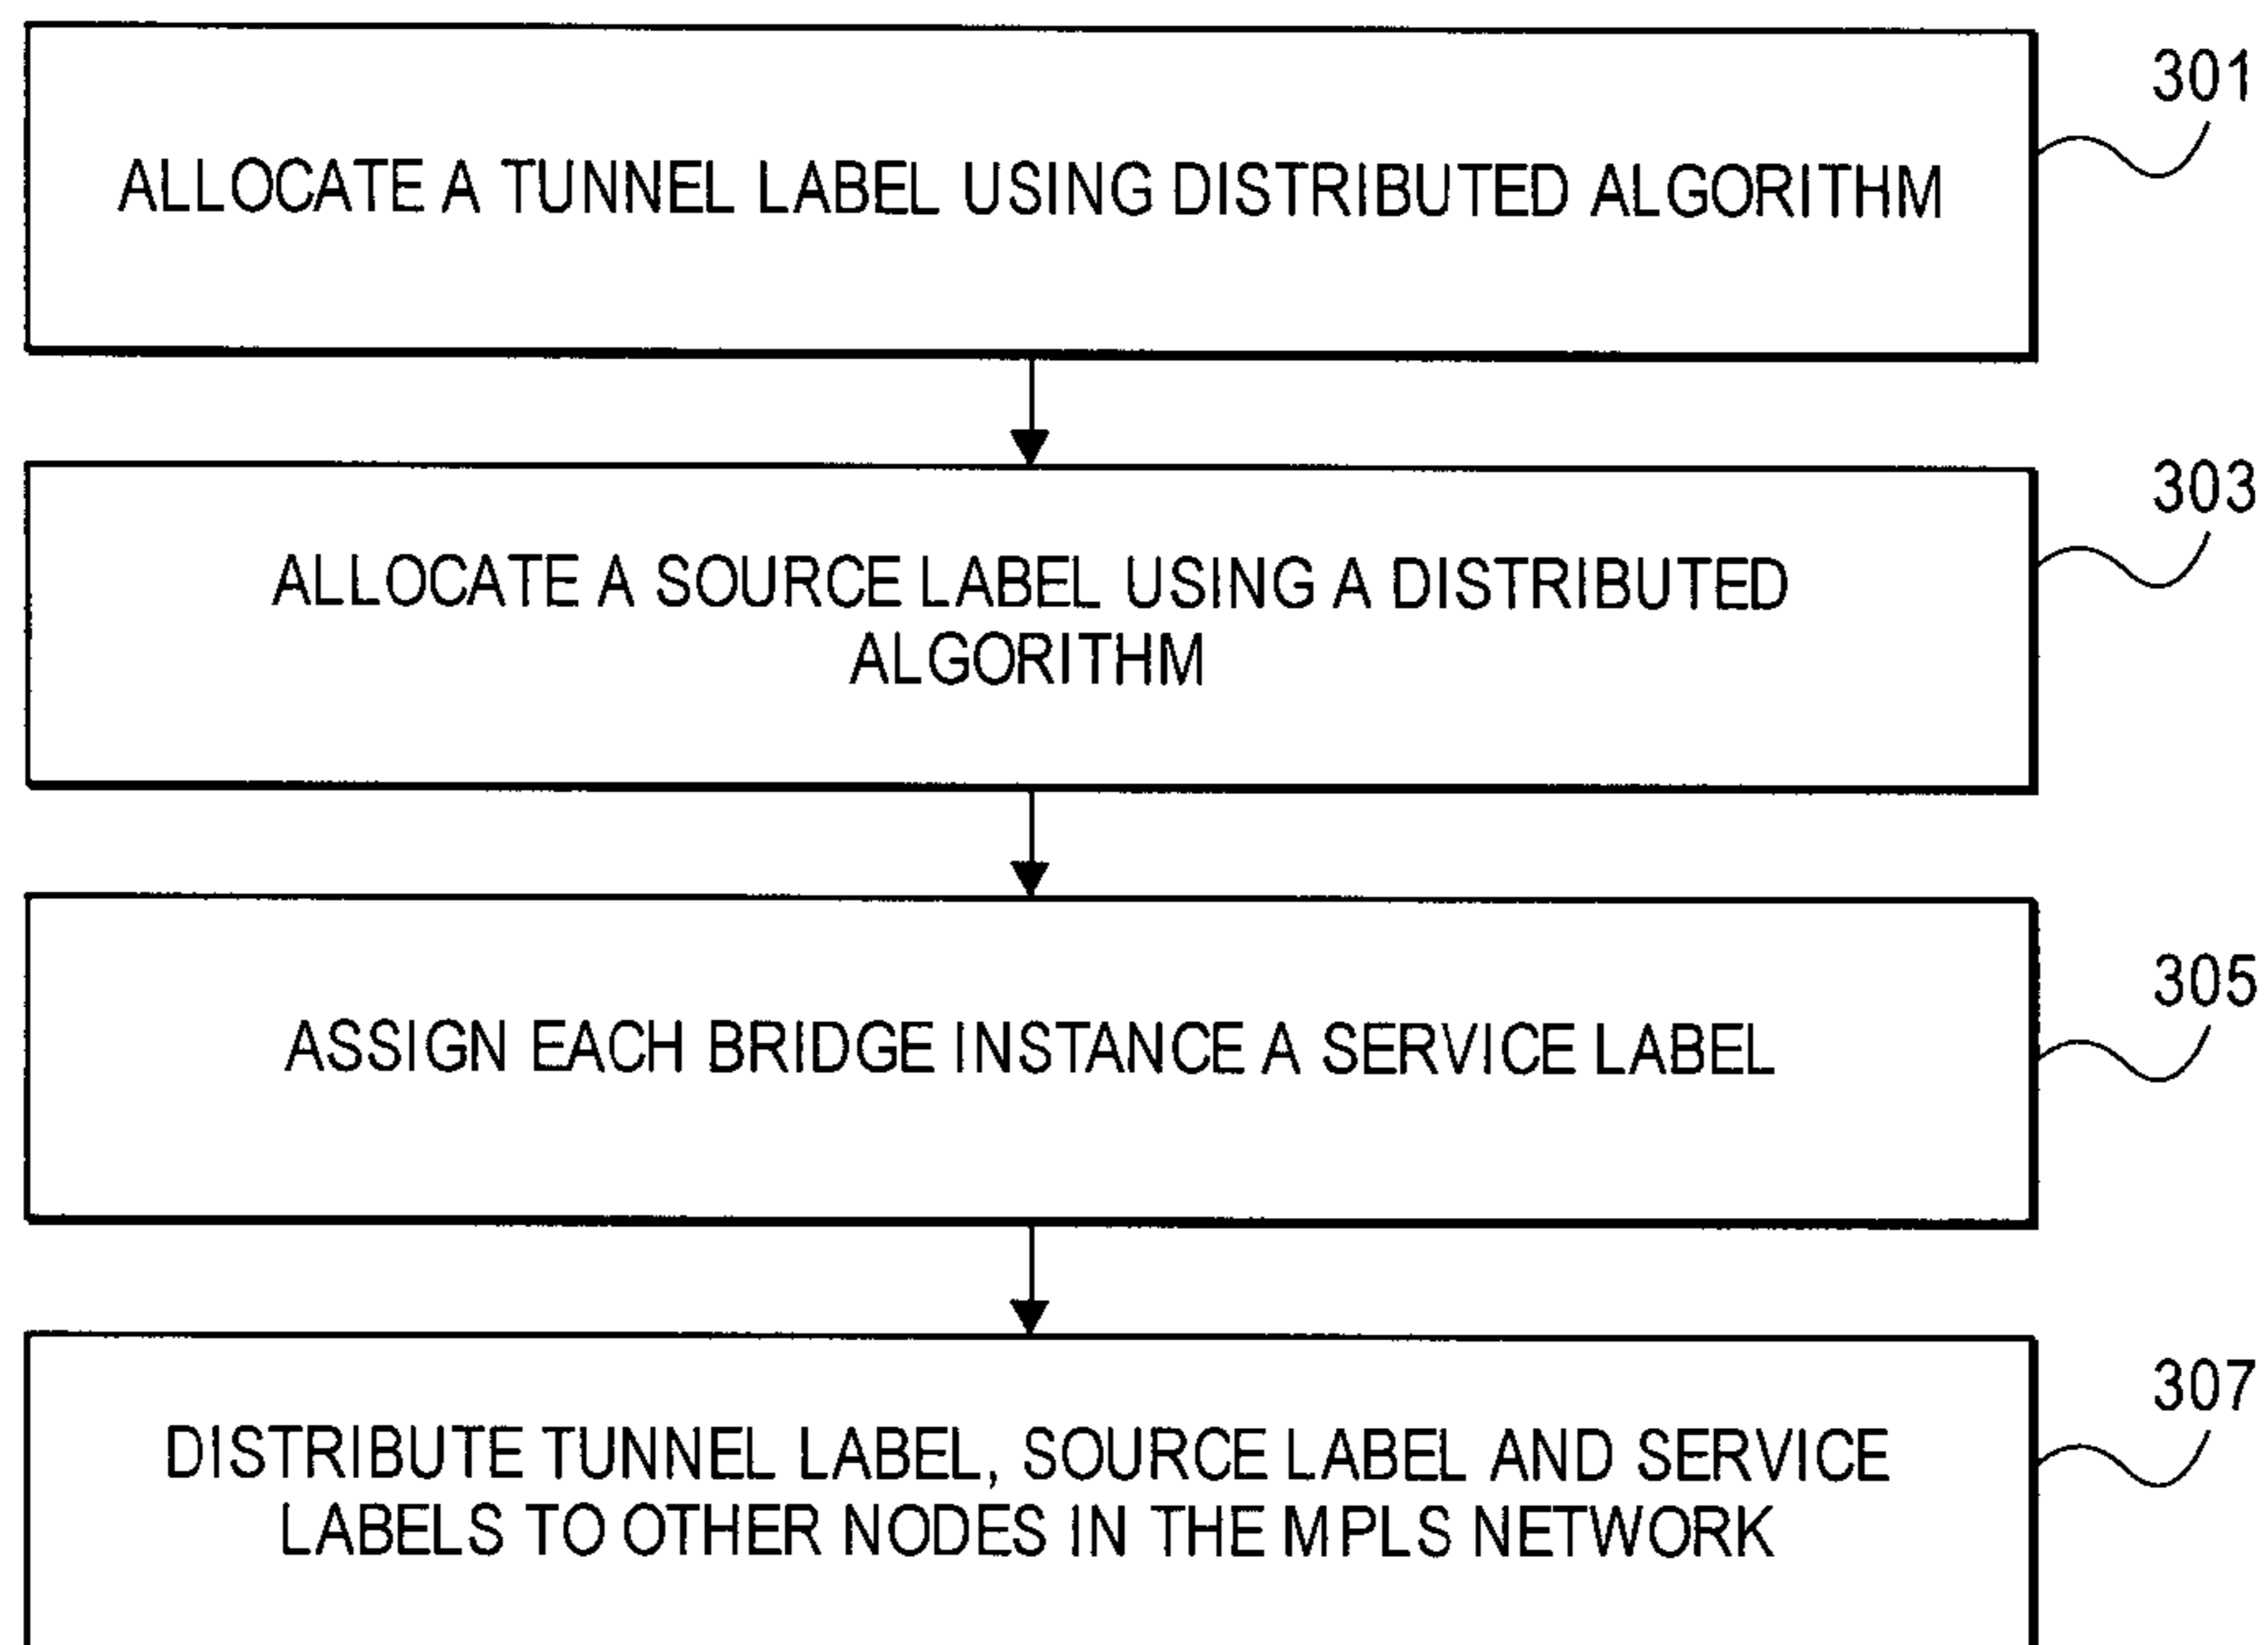 301
ALLOCATE A TUNNEL LABEL USING DISTRIBUTED ALGORITHM
303
ALLOCATE A SOURCE LABEL USING A DISTRIBUTED
ALGORITHM
305
ASSIGN EACH BRIDGE INSTANCE A SERVICE LABEL
307
DISTRIBUTE TUNNEL LABEL, SOURCE LABEL AND SERVICE
LABELS TO OTHER NODES IN THE MPLS NETWORK